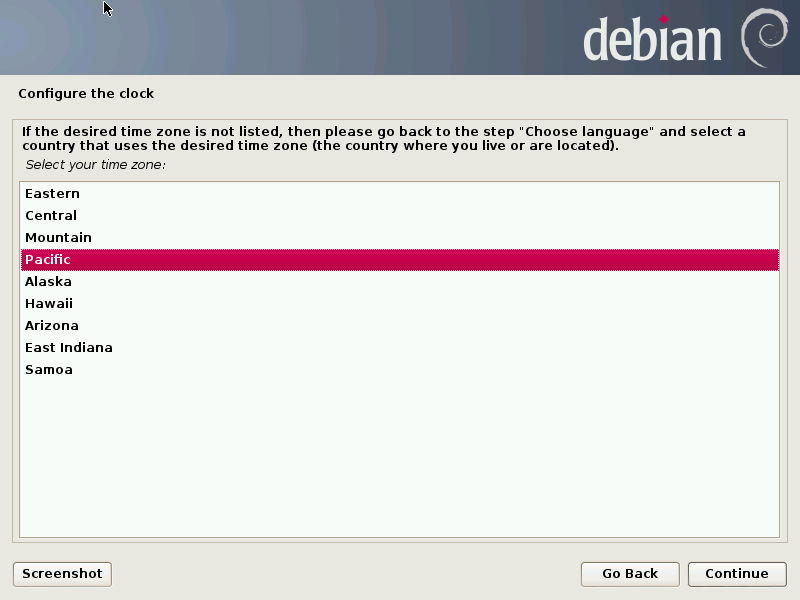 debian
Configure the clock
If the desired time zone is not listed, then please go back to the step "Choose language" and select a
country that uses the desired time zone (the country where you live or are located).
Select your time zone:
Eastern
Central
Mountain
Pacific
Alaska
Hawaii
Arizona
East Indiana
Samoa
Screenshot
Go Back
Continue